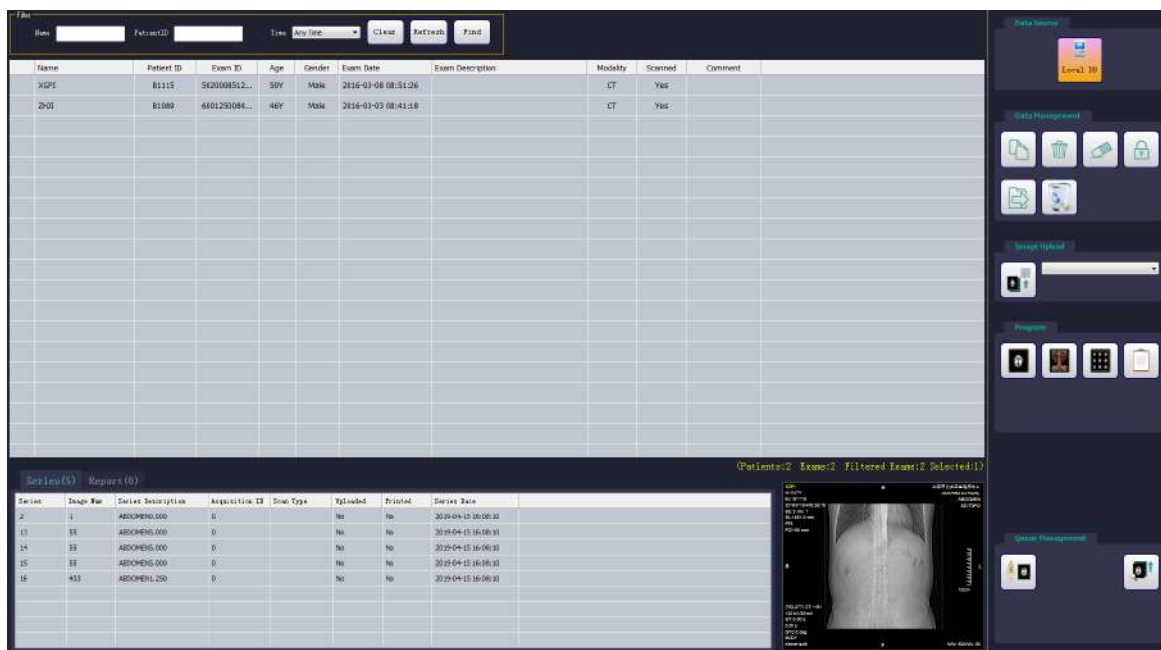 Filter
Name PatientID Time Any Time Clear Refresh Find
Name Patient ID Exam ID Age Gender Exam Date Exam Description Modality Scanned Comment
B1115 50Y Male 2016-03-08 08:51:26 CT Yes
B1089 46Y Male 2016-03-03 08:41:18 CT Yes
(Patients:2 Exams:2 Filtered Exams:2 Selected:1)
Series(5) Report(0)
Series Image Num Series Description Acquisition ID Scan Type Uploaded Printed Series Date
2 1 ABDOMEN0.000 0 No No 2019-04-15 16:08:10
13 55 ABDOMEN5.000 0 No No 2019-04-15 16:08:10
14 55 ABDOMEN5.000 0 No No 2019-04-15 16:08:10
15 55 ABDOMEN5.000 0 No No 2019-04-15 16:08:10
16 433 ABDOMEN1.250 0 No No 2019-04-15 16:08:10
Data Source
Local DB
Data Management
Image Upload
Program
Queue Management